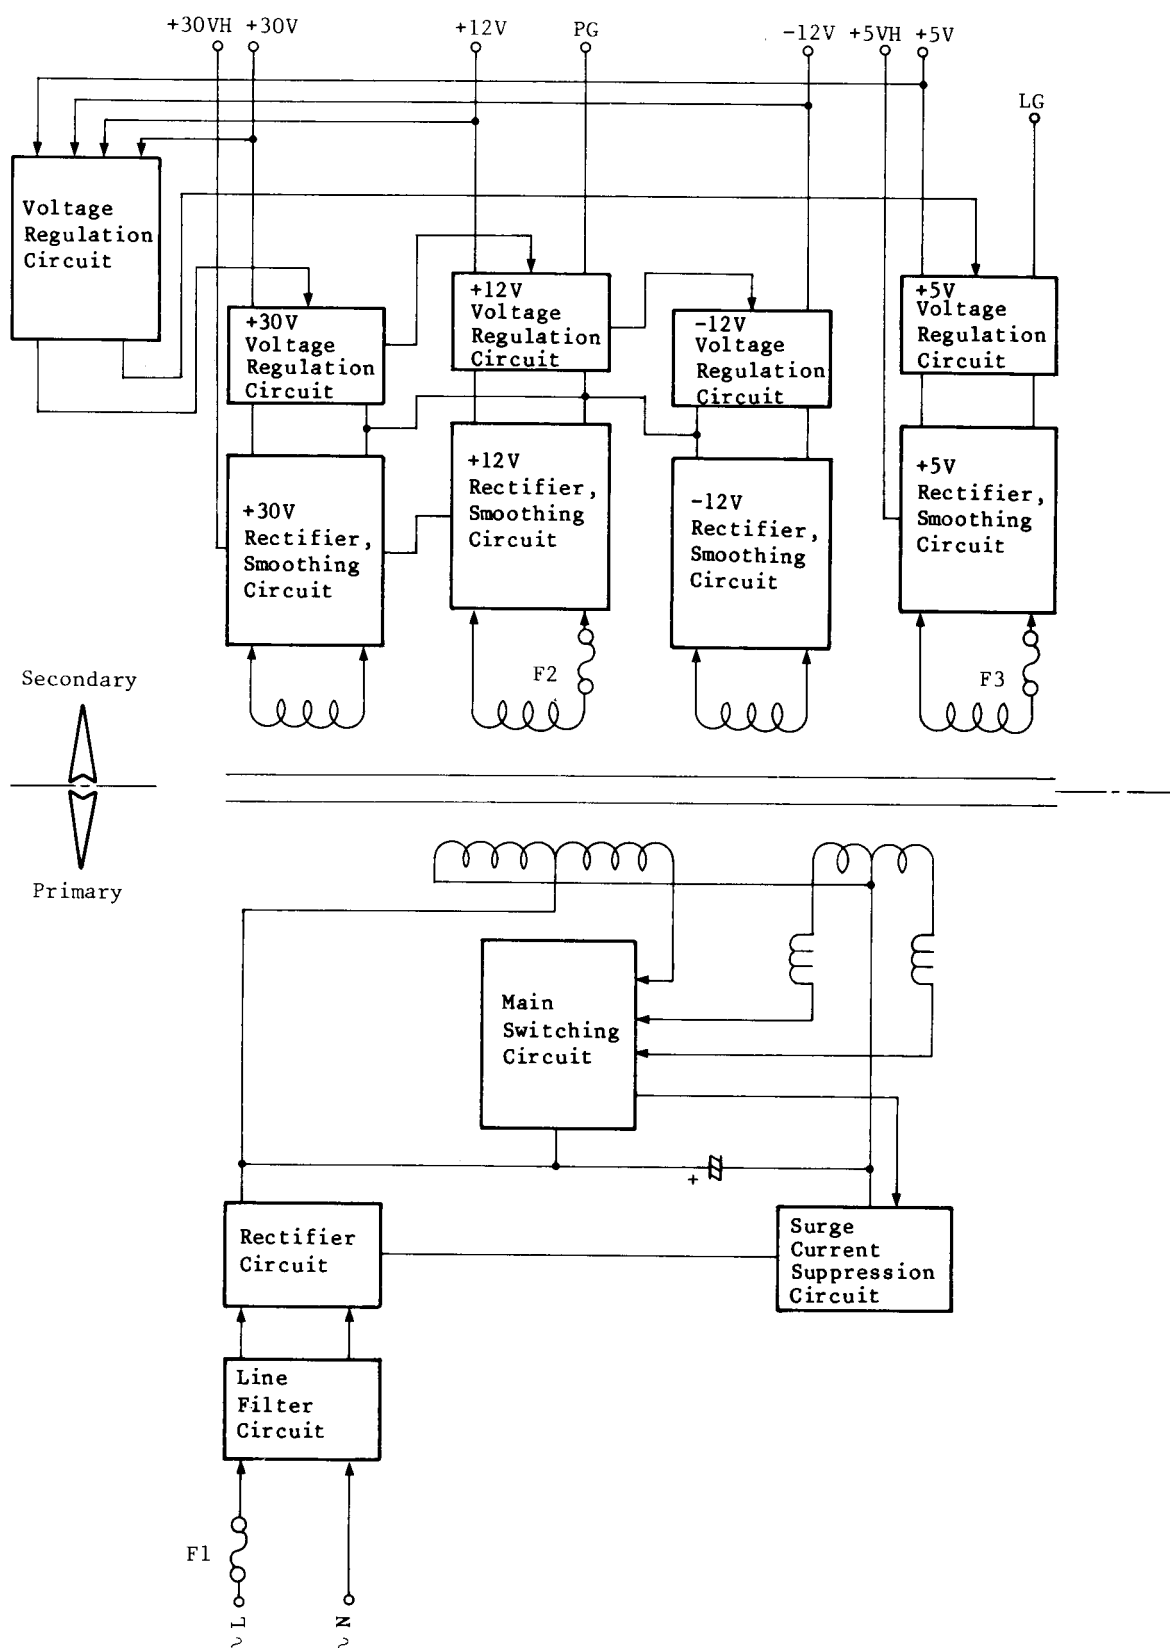 +30VH +30V +12V PG -12V +5VH +5V
LG
Voltage
Regulation
Circuit
+30V
Voltage
Regulation
Circuit
+12V
Voltage
Regulation
Circuit
-12V
Voltage
Regulation
Circuit
+5V
Voltage
Regulation
Circuit
+30V
Rectifier,
Smoothing
Circuit
+12V
Rectifier,
Smoothing
Circuit
-12V
Rectifier,
Smoothing
Circuit
+5V
Rectifier,
Smoothing
Circuit
F2
F3
Secondary
Primary
Main
Switching
Circuit
+
Rectifier
Circuit
Surge
Current
Suppression
Circuit
Line
Filter
Circuit
F1
~ L
~ N